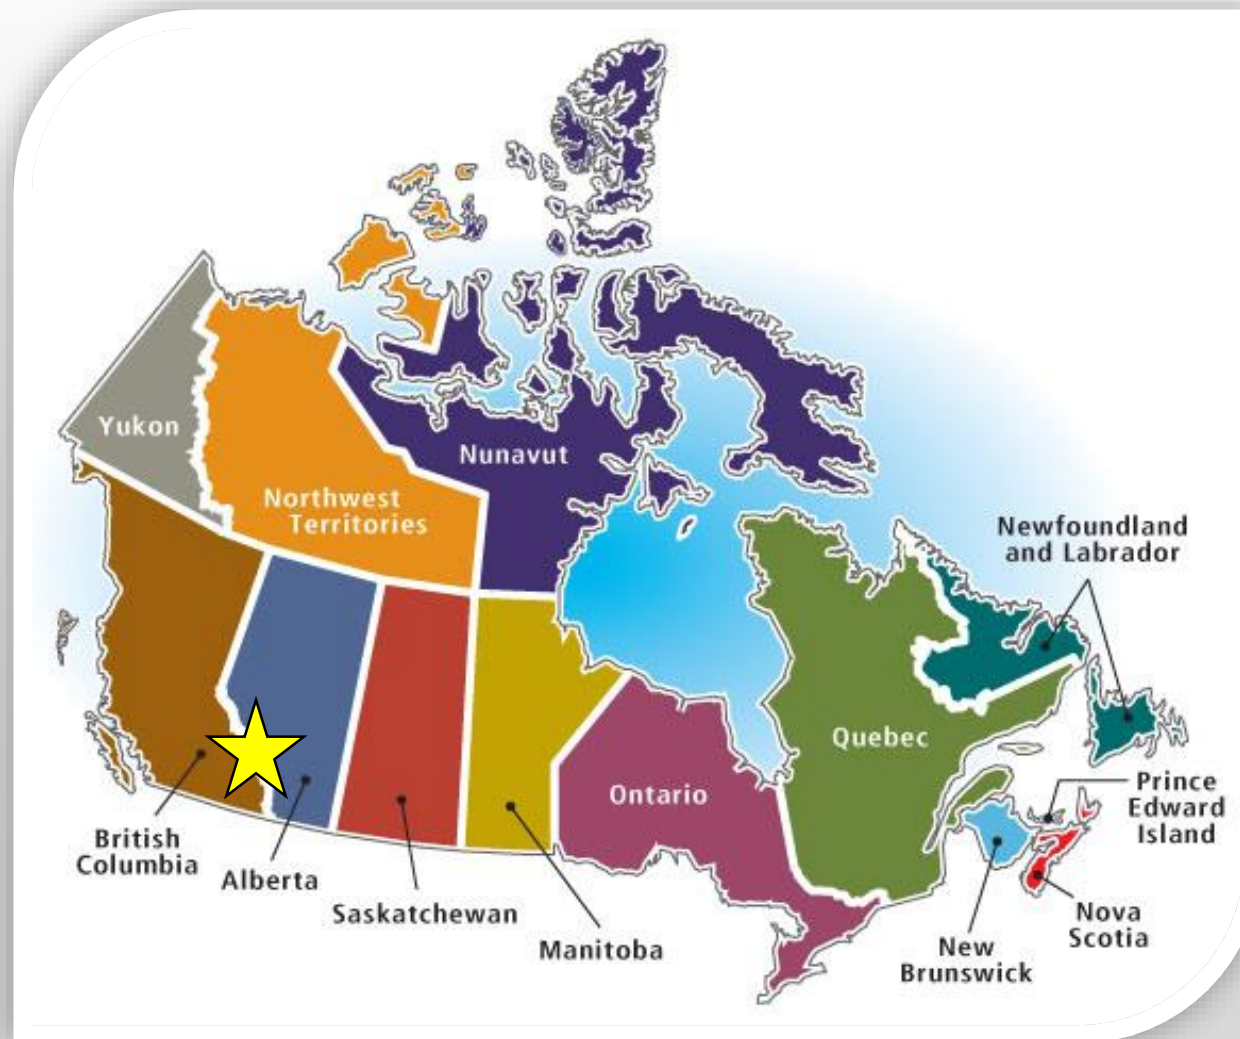 Yukon
Nunavut
Northwest
Territories
Newfoundland
and Labrador
Quebec
Ontario
Prince
Edward
Island
British
Columbia
Alberta
Saskatchewan
Manitoba
Nova
Scotia
New
Brunswick